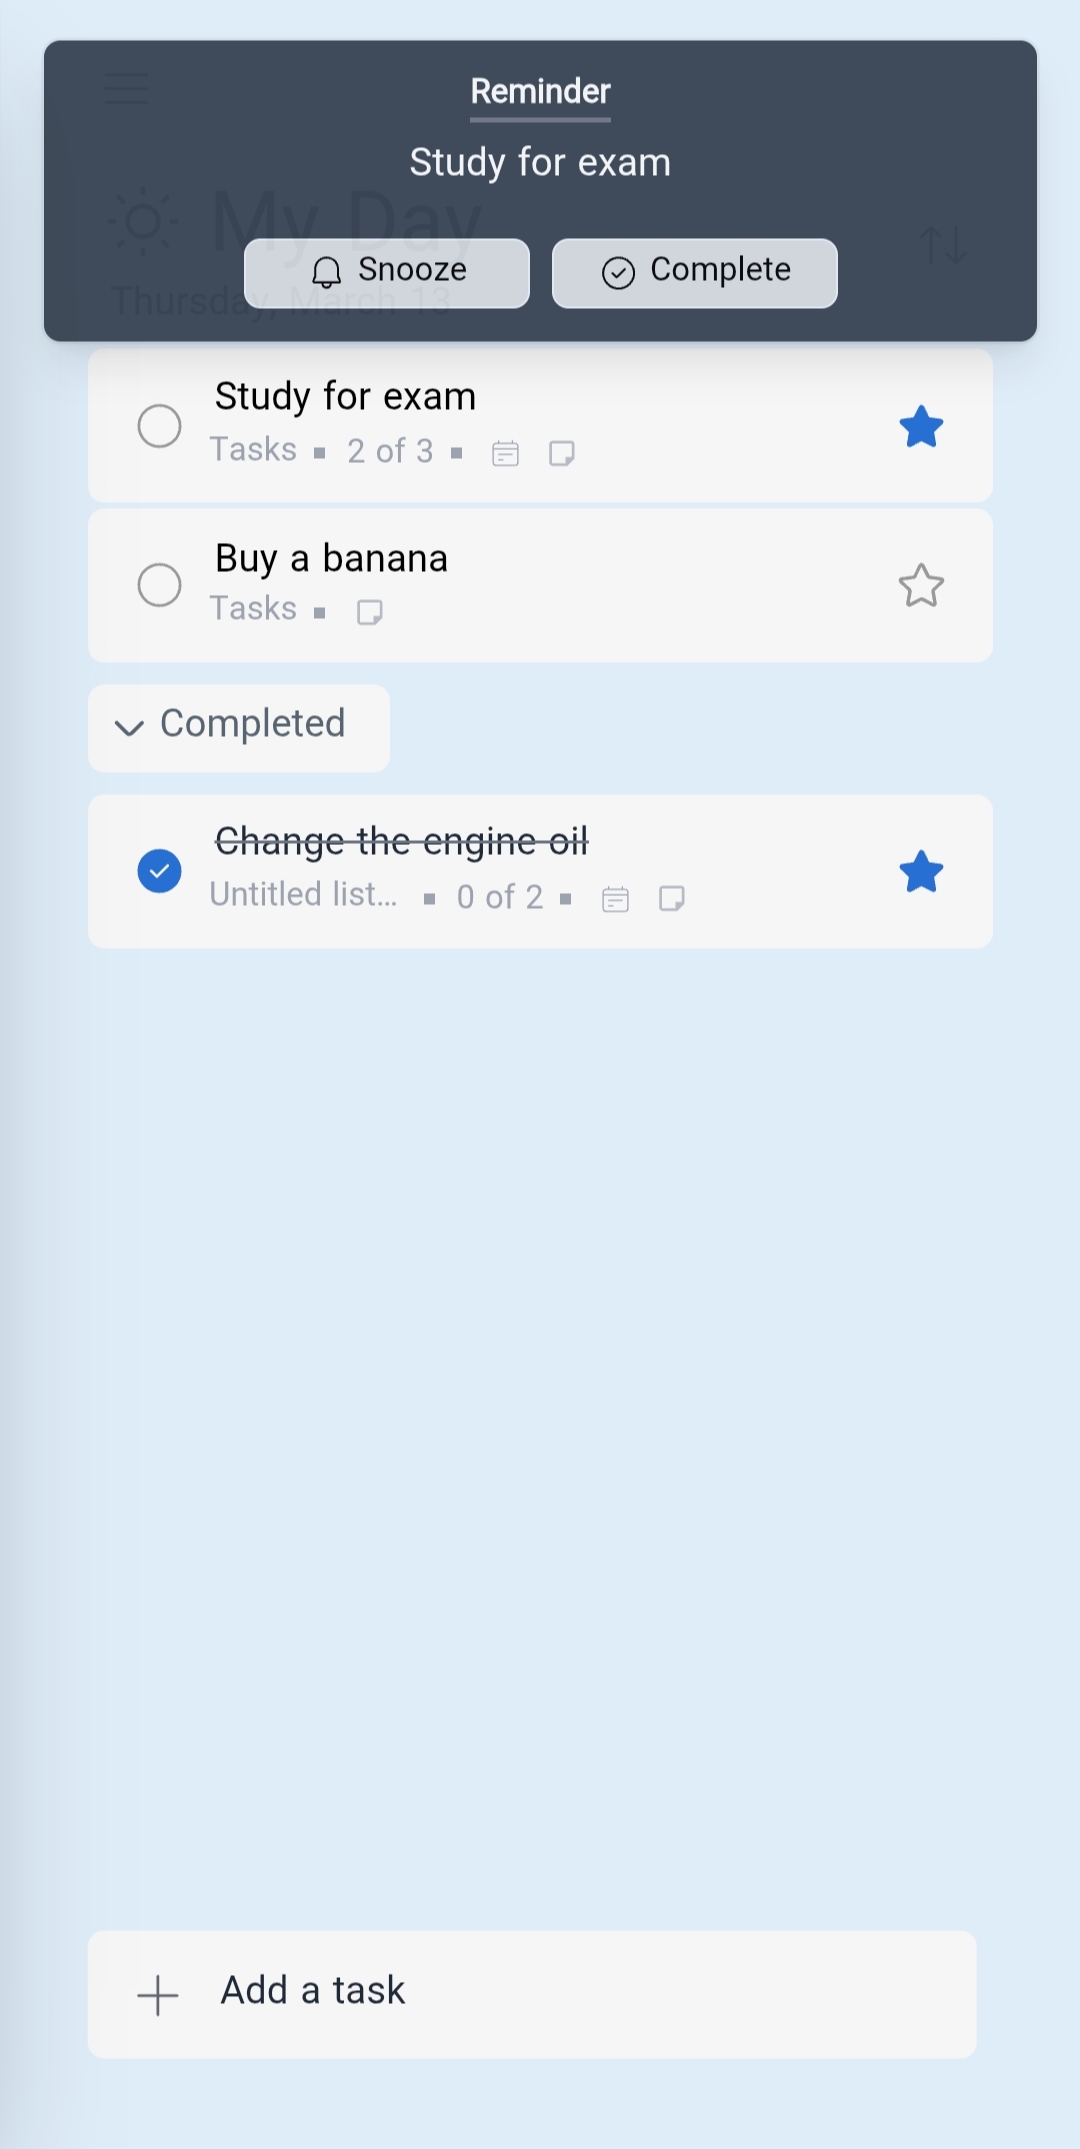 Reminder
Study for exam
My Day
Snooze
Complete
Thursday, March 13
Study for exam
Tasks ▪ 2 of 3 ▪
Buy a banana
Tasks ▪
Completed
Change the engine oil
Untitled list... ▪ 0 of 2 ▪
Add a task